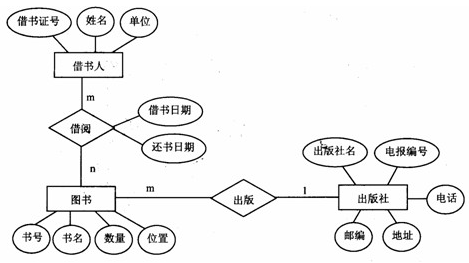 借书证号
姓名
单位
借书人
m
借书日期
借阅
还书日期
n
出版社名
电报编号
图书
m
出版
1
出版社
电话
书号
书名
数量
位置
邮编
地址